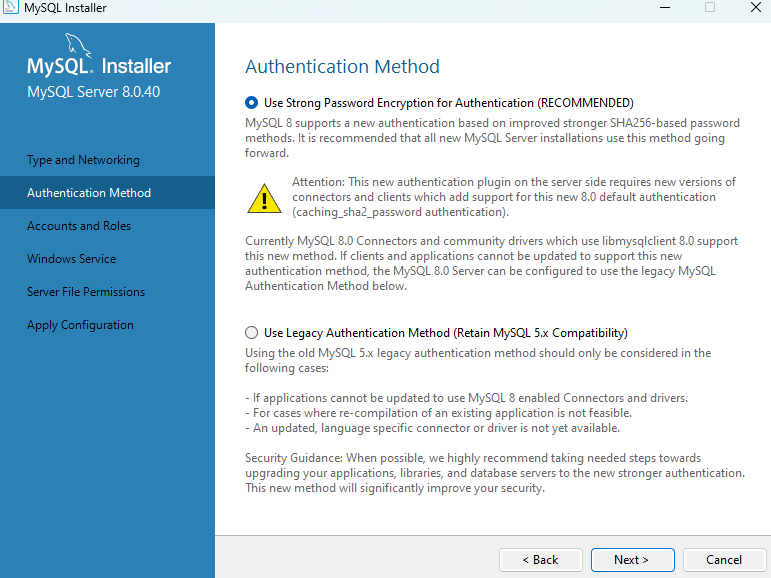 MySQL Installer
MySQL. Installer
MySQL Server 8.0.40
Type and Networking
Authentication Method
Accounts and Roles
Windows Service
Server File Permissions
Apply Configuration
Authentication Method
Use Strong Password Encryption for Authentication (RECOMMENDED)
MySQL 8 supports a new authentication based on improved stronger SHA256-based password
methods. It is recommended that all new MySQL Server installations use this method going
forward.
Attention: This new authentication plugin on the server side requires new versions of
connectors and clients which add support for this new 8.0 default authentication
(caching_sha2_password authentication).
Currently MySQL 8.0 Connectors and community drivers which use libmysqlclient 8.0 support
this new method. If clients and applications cannot be updated to support this new
authentication method, the MySQL 8.0 Server can be configured to use the legacy MySQL
Authentication Method below.
Use Legacy Authentication Method (Retain MySQL 5.x Compatibility)
Using the old MySQL 5.x legacy authentication method should only be considered in the
following cases:
- If applications cannot be updated to use MySQL 8 enabled Connectors and drivers.
- For cases where re-compilation of an existing application is not feasible.
- An updated, language specific connector or driver is not yet available.
Security Guidance: When possible, we highly recommend taking needed steps towards
upgrading your applications, libraries, and database servers to the new stronger authentication.
This new method will significantly improve your security.
< Back
Next >
Cancel